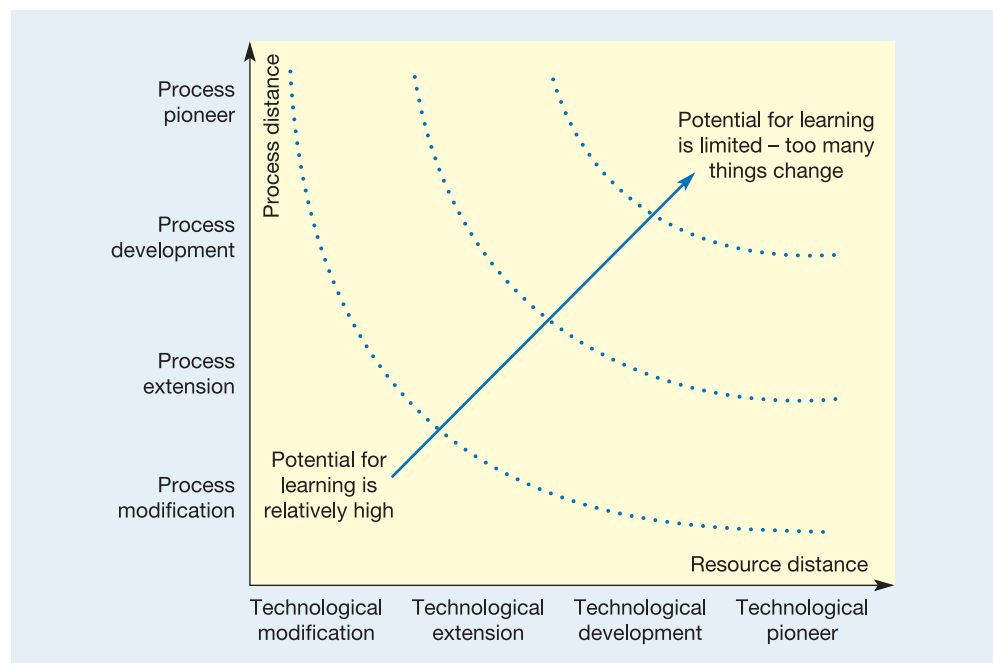 Process
pioneer
Process
development
Process
extension
Process
modification
Process distance
Potential for learning
is limited – too many
things change
Potential for
learning is
relatively high
Resource distance
Technological
modification
Technological
extension
Technological
development
Technological
pioneer